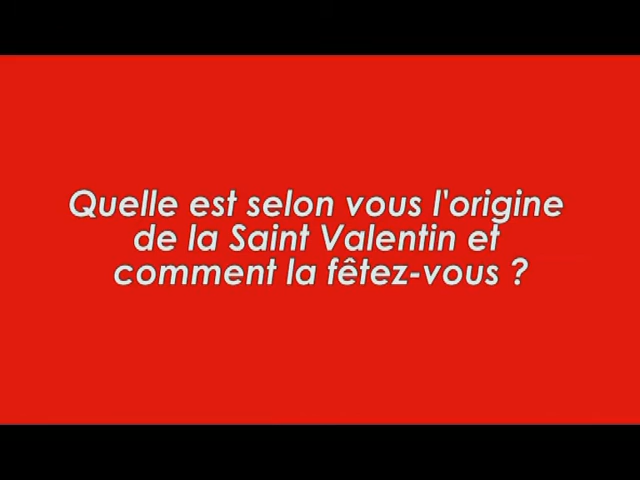 Quelle est selon vous l'origine
de la Saint Valentin et
comment la fêtez-vous ?